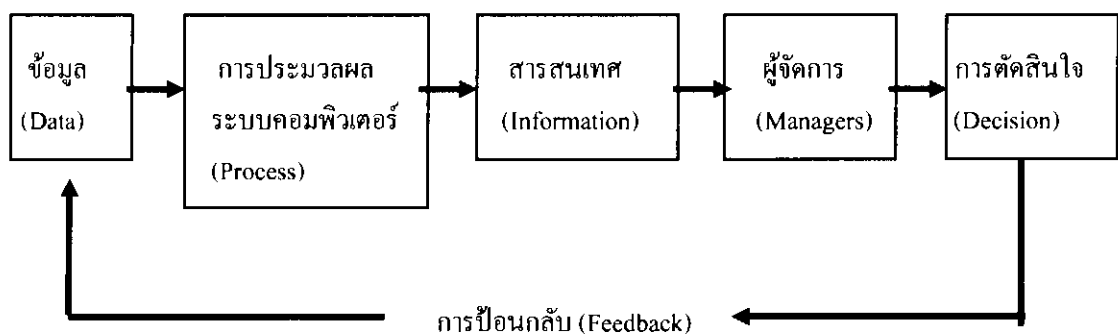 ข้อมูล
(Data)
การประมวลผล
ระบบคอมพิวเตอร์
(Process)
สารสนเทศ
(Information)
ผู้จัดการ
(Managers)
การตัดสินใจ
(Decision)
การป้อนกลับ (Feedback)